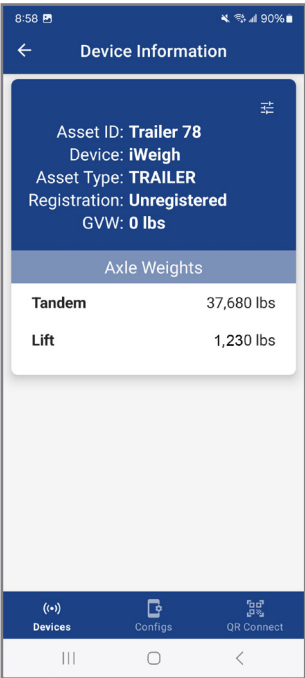 8:58 90%
Device Information
Asset ID: Trailer 78
Device: iWeigh
Asset Type: TRAILER
Registration: Unregistered
GVW: 0 lbs
Axle Weights
Tandem 37,680 lbs
Lift 1,230 lbs
Devices Configs QR Connect